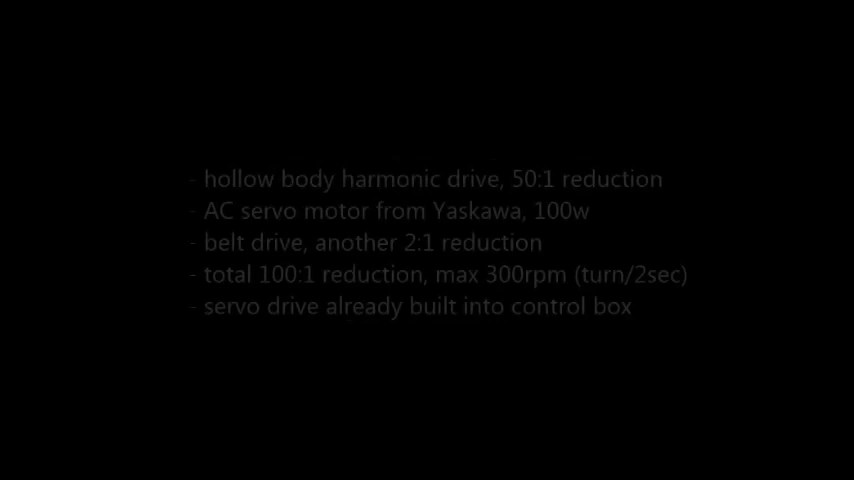 - hollow body harmonic drive, 50:1 reduction
- AC servo motor from Yaskawa, 100w
- belt drive, another 2:1 reduction
- total 100:1 reduction, max 300rpm (turn/2sec)
- servo drive already built into control box